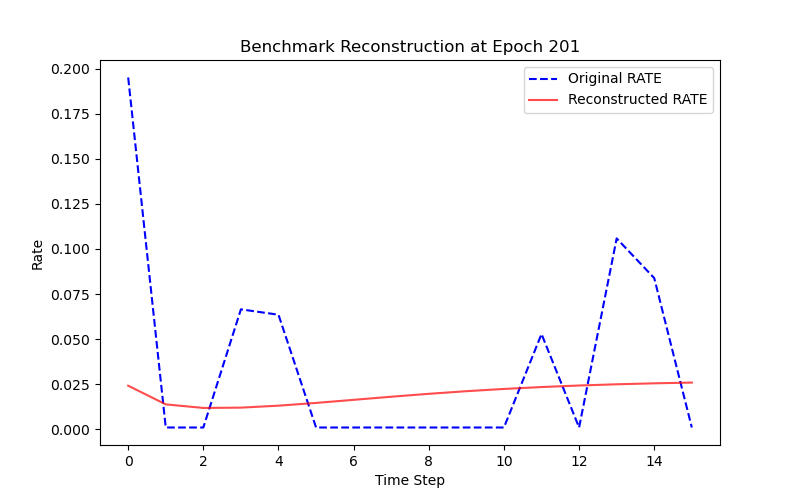 Benchmark Reconstruction at Epoch 201
Original RATE
Reconstructed RATE
0.200
0.175
0.150
0.125
0.100
0.075
0.050
0.025
0.000
Rate
0 2 4 6 8 10 12 14
Time Step